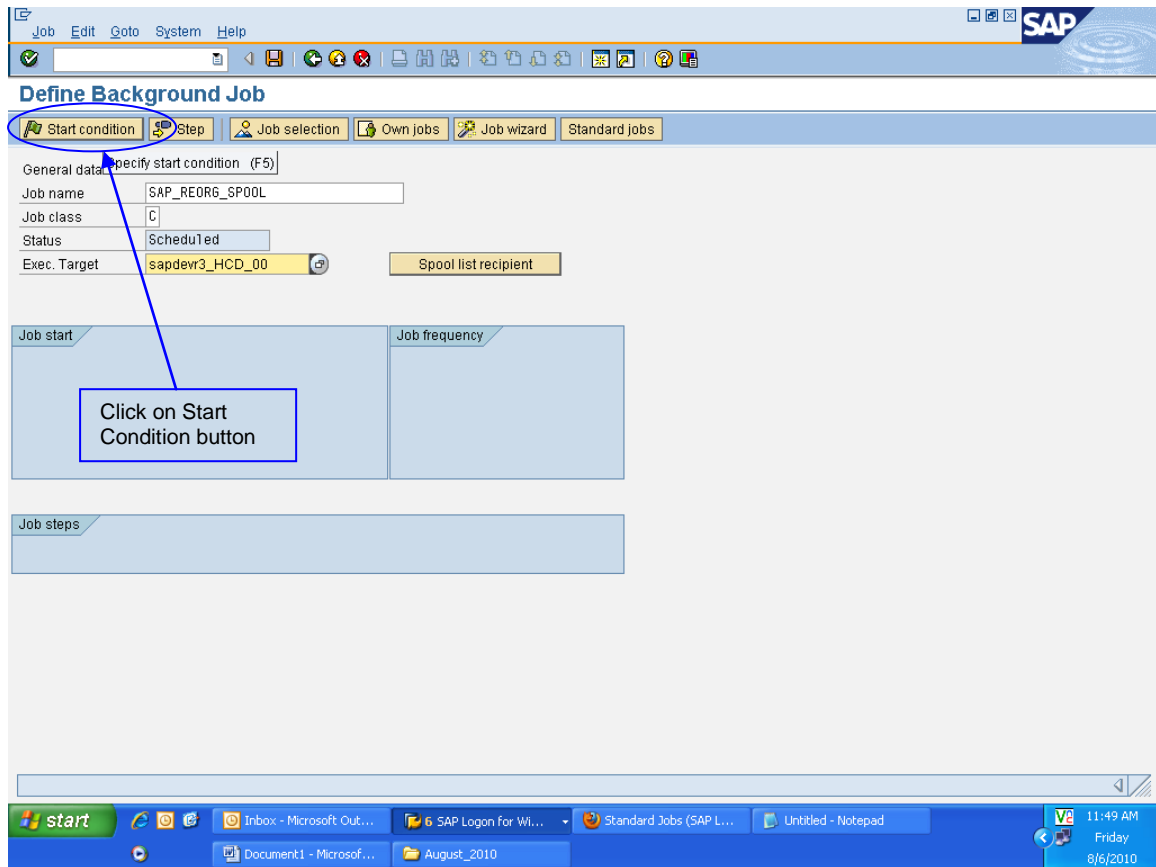 Job Edit Goto System Help
SAP
Define Background Job
Start condition Step Job selection Own jobs Job wizard Standard jobs
General data pecify start condition (F5)
Job name SAP_REORG_SPOOL
Job class C
Status Scheduled
Exec. Target sapdevr3_HCD_00 Spool list recipient
Job start Job frequency
Click on Start
Condition button
Job steps
start Inbox - Microsoft Out... 6 SAP Logon for Wi... Standard Jobs (SAP L... Untitled - Notepad 11:49 AM
Friday
Document1 - Microsof... August_2010 8/6/2010